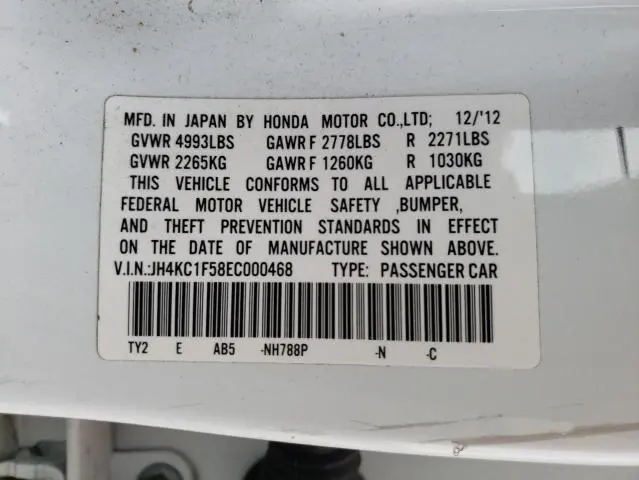 MFD. IN JAPAN BY HONDA MOTOR CO.,LTD; 12/'12
GVWR 4993LBS GAWR F 2778LBS R 2271LBS
GVWR 2265KG GAWR F 1260KG R 1030KG
THIS VEHICLE CONFORMS TO ALL APPLICABLE
FEDERAL MOTOR VEHICLE SAFETY ,BUMPER,
AND THEFT PREVENTION STANDARDS IN EFFECT
ON THE DATE OF MANUFACTURE SHOWN ABOVE.
V.I.N.:JH4KC1F58EC000468 TYPE: PASSENGER CAR
TY2 E AB5 -NH788P -N -C